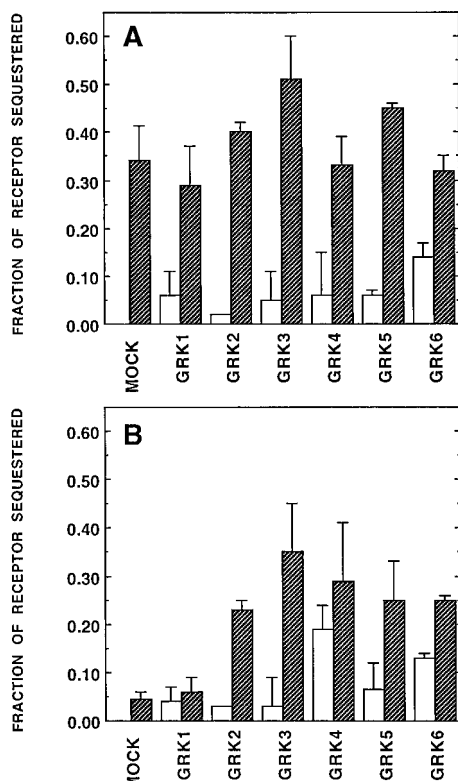 A
FRACTION OF RECEPTOR SEQUESTERED
0.60
0.50
0.40
0.30
0.20
0.10
0.00
MOCK
GRK1
GRK2
GRK3
GRK4
GRK5
GRK6
B
FRACTION OF RECEPTOR SEQUESTERED
0.60
0.50
0.40
0.30
0.20
0.10
0.00
MOCK
GRK1
GRK2
GRK3
GRK4
GRK5
GRK6